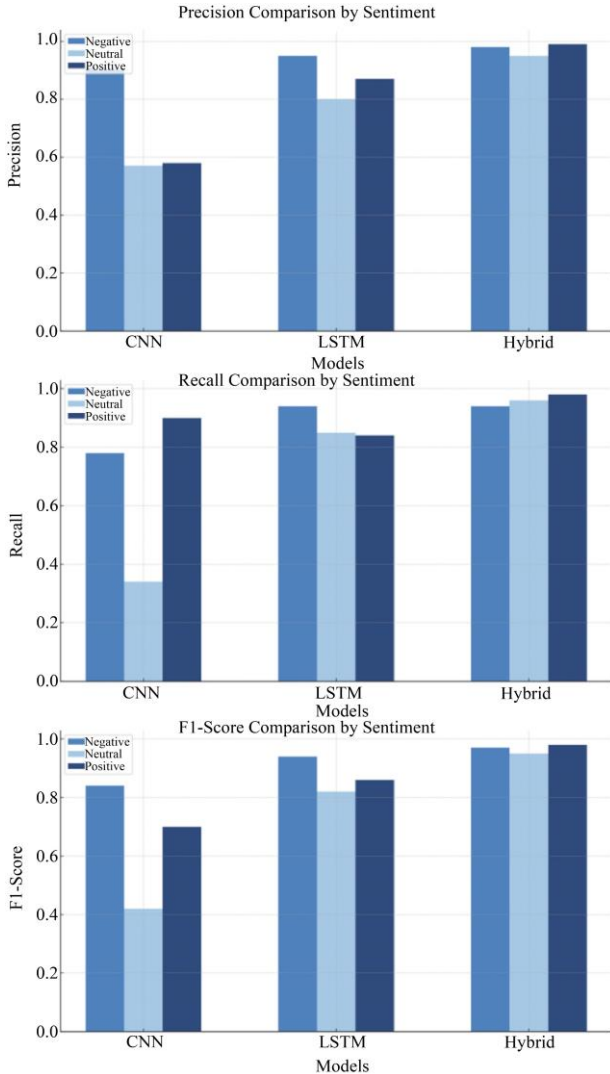 Precision Comparison by Sentiment
1.0
0.8
0.6
0.4
0.2
0.0
Precision
Negative
Neutral
Positive
CNN
LSTM
Hybrid
Models
Recall Comparison by Sentiment
1.0
0.8
0.6
0.4
0.2
0.0
Recall
Negative
Neutral
Positive
CNN
LSTM
Hybrid
Models
F1-Score Comparison by Sentiment
1.0
0.8
0.6
0.4
0.2
0.0
F1-Score
Negative
Neutral
Positive
CNN
LSTM
Hybrid
Models